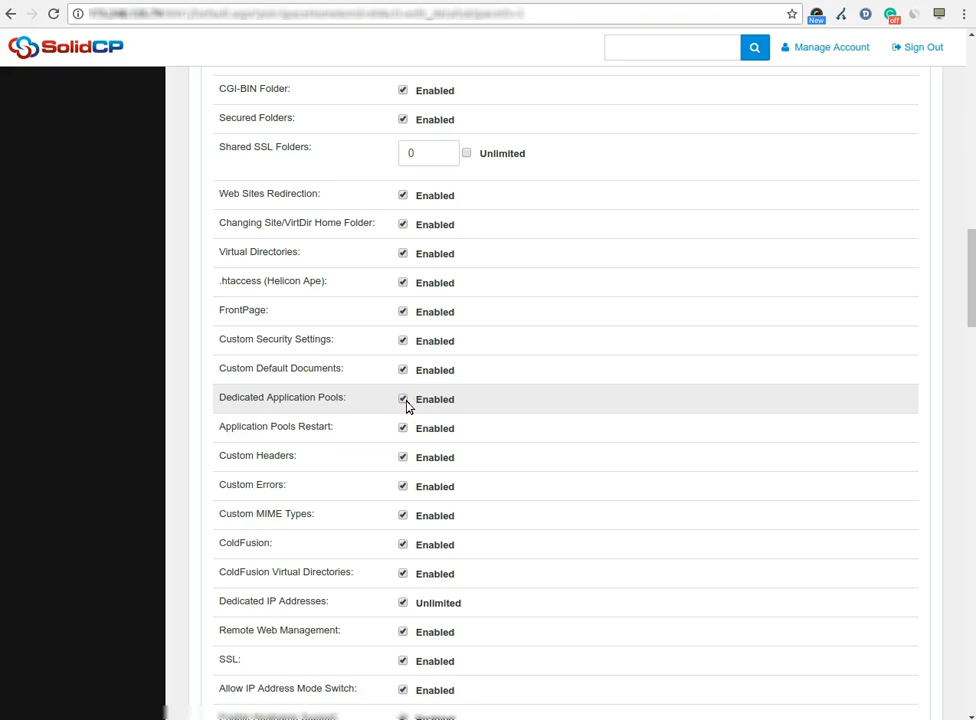 New
D
off
SolidCP
Manage Account
Sign Out
CGI-BIN Folder: Enabled
Secured Folders: Enabled
Shared SSL Folders: 0 Unlimited
Web Sites Redirection: Enabled
Changing Site/VirtDir Home Folder: Enabled
Virtual Directories: Enabled
.htaccess (Helicon Ape): Enabled
FrontPage: Enabled
Custom Security Settings: Enabled
Custom Default Documents: Enabled
Dedicated Application Pools: Enabled
Application Pools Restart: Enabled
Custom Headers: Enabled
Custom Errors: Enabled
Custom MIME Types: Enabled
ColdFusion: Enabled
ColdFusion Virtual Directories: Enabled
Dedicated IP Addresses: Unlimited
Remote Web Management: Enabled
SSL: Enabled
Allow IP Address Mode Switch: Enabled